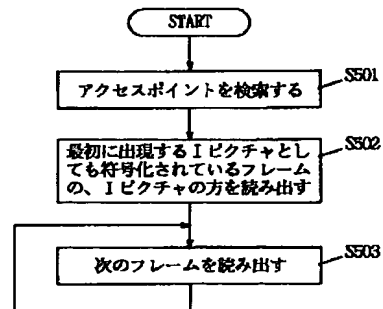 START
アクセスポイントを検索する
S501
最初に出現するIピクチャとし
ても符号化されているフレーム
の、Iピクチャの方を読み出す
S502
次のフレームを読み出す
S503